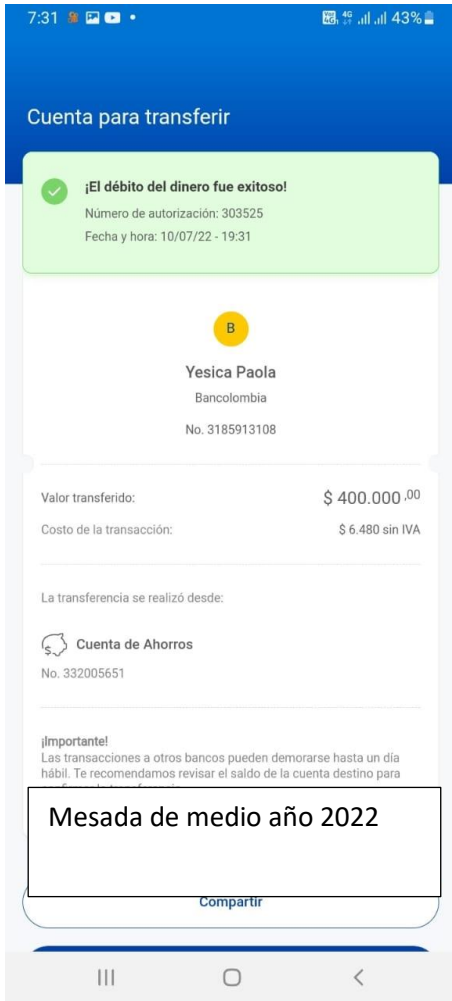 7:31
43%
Cuenta para transferir
¡El débito del dinero fue exitoso!
Número de autorización: 303525
Fecha y hora: 10/07/22 - 19:31
B
Yesica Paola
Bancolombia
No. 3185913108
Valor transferido: $ 400.000 ,00
Costo de la transacción: $ 6.480 sin IVA
La transferencia se realizó desde:
Cuenta de Ahorros
No. 332005651
¡Importante!
Las transacciones a otros bancos pueden demorarse hasta un día
hábil. Te recomendamos revisar el saldo de la cuenta destino para
Mesada de medio año 2022
Compartir